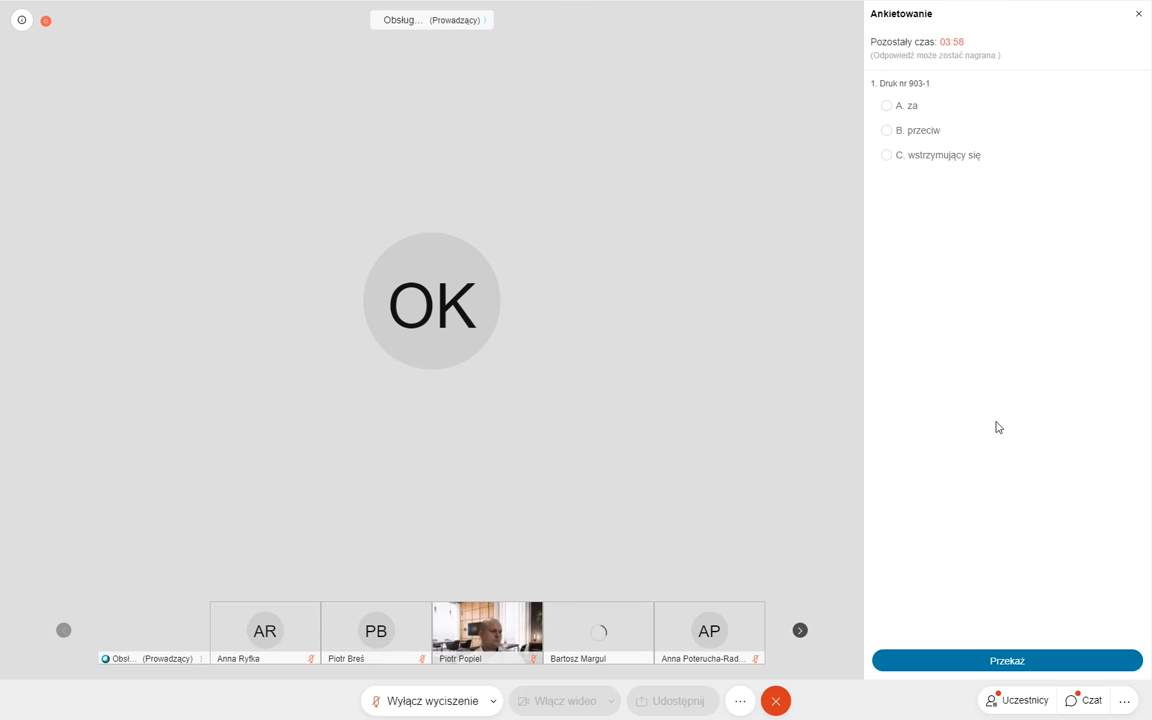 Obsług... (Prowadzący)
Ankietowanie
Pozostały czas: 03:58
(Odpowiedź może zostać nagrana.)
1. Druk nr 903-1
A. za
B. przeciw
C. wstrzymujący się
OK
AR
PB
AP
Obsł... (Prowadzący)
Anna Ryfka
Piotr Breś
Piotr Popiel
Bartosz Margul
Anna Poterucha-Rad...
Przekaż
Wyłącz wyciszenie
Włącz wideo
Udostępnij
Uczestnicy
Czat